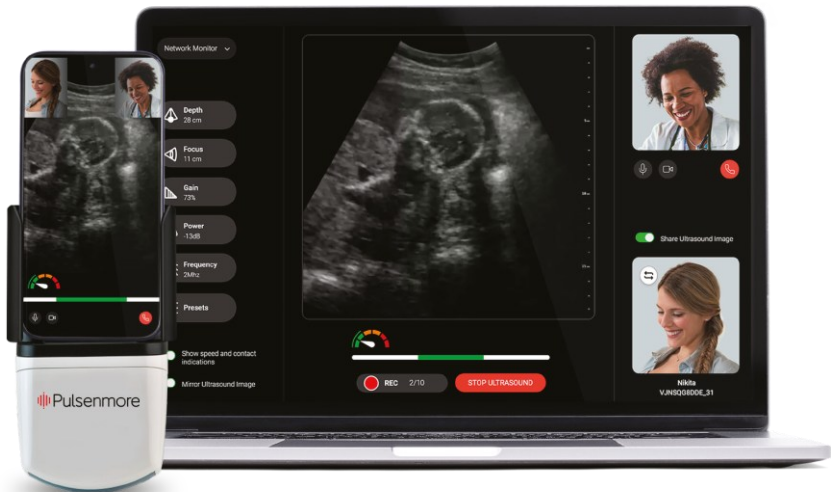 Network Monitor
Depth
28 cm
Focus
11 cm
Gain
73%
Power
-13dB
Frequency
2Mhz
Presets
Show speed and contact
indications
Mirror Ultrasound Image
REC 2/10
STOP ULTRASOUND
Share Ultrasound Image
Nikita
Pulsenmore